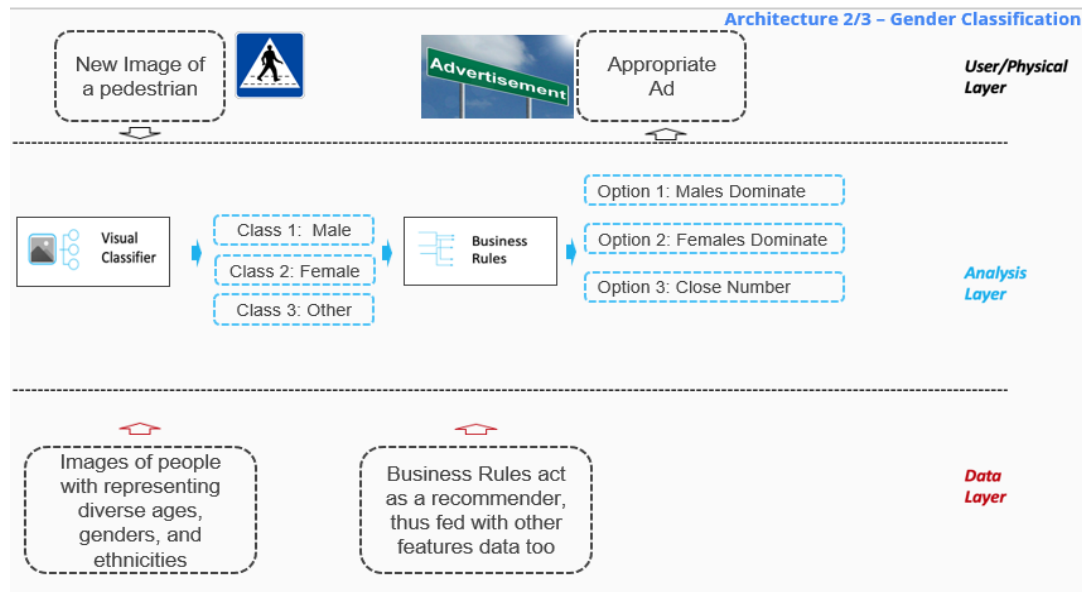 Architecture 2/3 – Gender Classification
New Image of
a pedestrian
Advertisement
Appropriate
Ad
User/Physical
Layer
Visual
Classifier
Class 1:  Male
Class 2: Female
Class 3: Other
Business
Rules
Option 1: Males Dominate
Option 2: Females Dominate
Option 3: Close Number
Analysis
Layer
Images of people
with representing
diverse ages,
genders, and
ethnicities
Business Rules act
as a recommender,
thus fed with other
features data too
Data
Layer